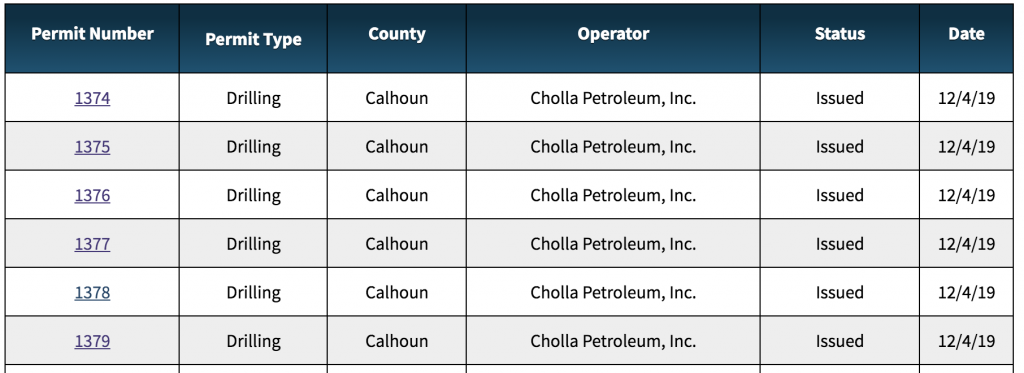 Permit Number Permit Type County Operator Status Date
1374 Drilling Calhoun Cholla Petroleum, Inc. Issued 12/4/19
1375 Drilling Calhoun Cholla Petroleum, Inc. Issued 12/4/19
1376 Drilling Calhoun Cholla Petroleum, Inc. Issued 12/4/19
1377 Drilling Calhoun Cholla Petroleum, Inc. Issued 12/4/19
1378 Drilling Calhoun Cholla Petroleum, Inc. Issued 12/4/19
1379 Drilling Calhoun Cholla Petroleum, Inc. Issued 12/4/19